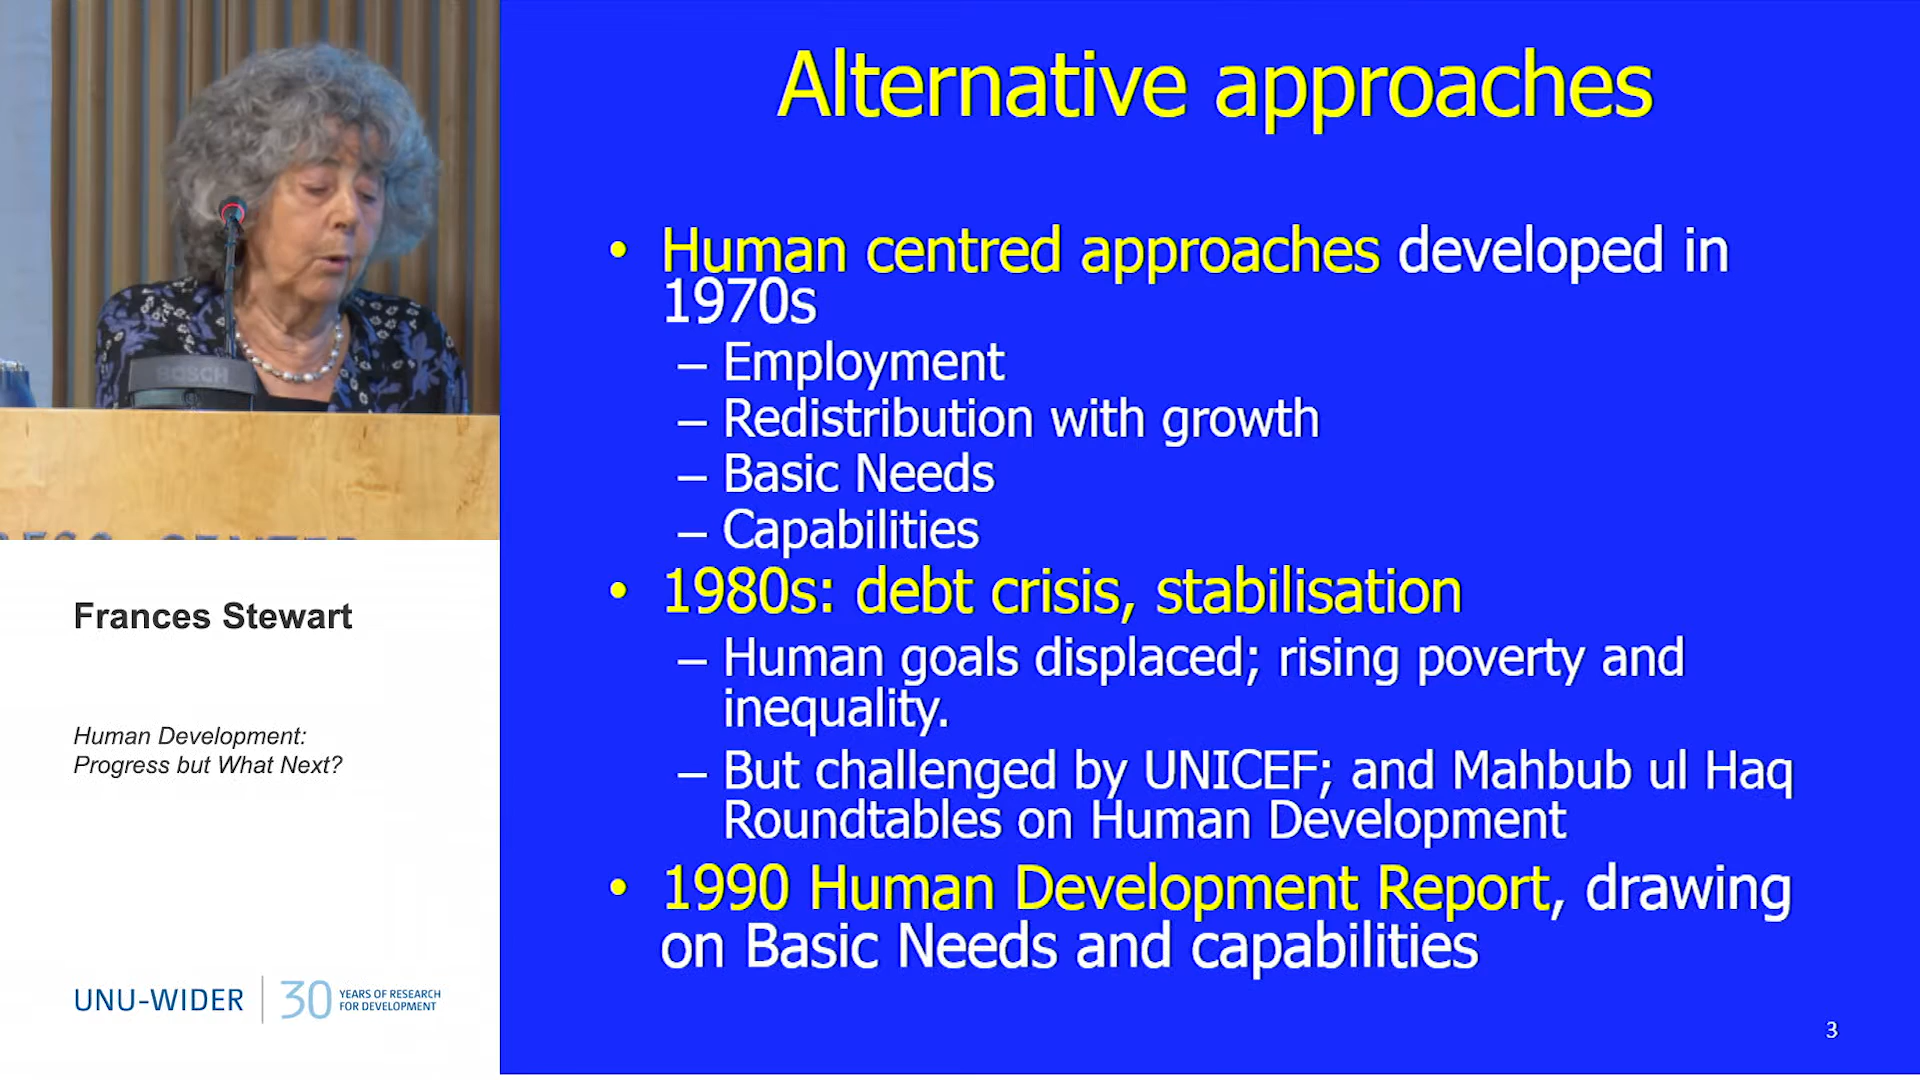 BOSCH
Frances Stewart
Human Development:
Progress but What Next?
UNU-WIDER
30
YEARS OF RESEARCH
FOR DEVELOPMENT
Alternative approaches
• Human centred approaches developed in
1970s
– Employment
– Redistribution with growth
– Basic Needs
– Capabilities
• 1980s: debt crisis, stabilisation
– Human goals displaced; rising poverty and
inequality.
– But challenged by UNICEF; and Mahbub ul Haq
Roundtables on Human Development
• 1990 Human Development Report, drawing
on Basic Needs and capabilities
3